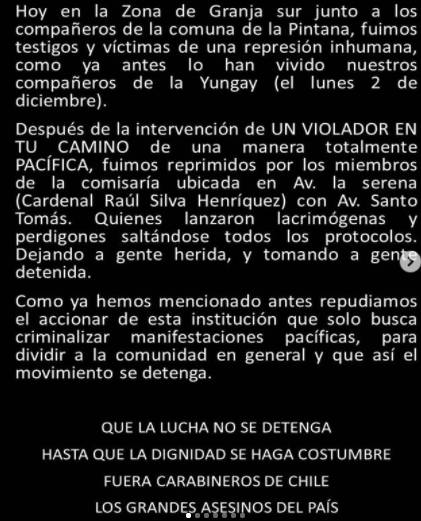 Hoy en la Zona de Granja sur junto a los
compañeros de la comuna de la Pintana, fuimos
testigos y víctimas de una represión inhumana,
como ya antes lo han vivido nuestros
compañeros de la Yungay (el lunes 2 de
diciembre).
Después de la intervención de UN VIOLADOR EN
TU CAMINO de una manera totalmente
PACÍFICA, fuimos reprimidos por los miembros
de la comisaría ubicada en Av. la serena
(Cardenal Raúl Silva Henríquez) con Av. Santo
Tomás. Quienes lanzaron lacrimógenas y
perdigones saltándose todos los protocolos.
Dejando a gente herida, y tomando a gente
detenida.
Como ya hemos mencionado antes repudiamos
el accionar de esta institución que solo busca
criminalizar manifestaciones pacíficas, para
dividir a la comunidad en general y que así el
movimiento se detenga.
QUE LA LUCHA NO SE DETENGA
HASTA QUE LA DIGNIDAD SE HAGA COSTUMBRE
FUERA CARABINEROS DE CHILE
LOS GRANDES ASESINOS DEL PAÍS